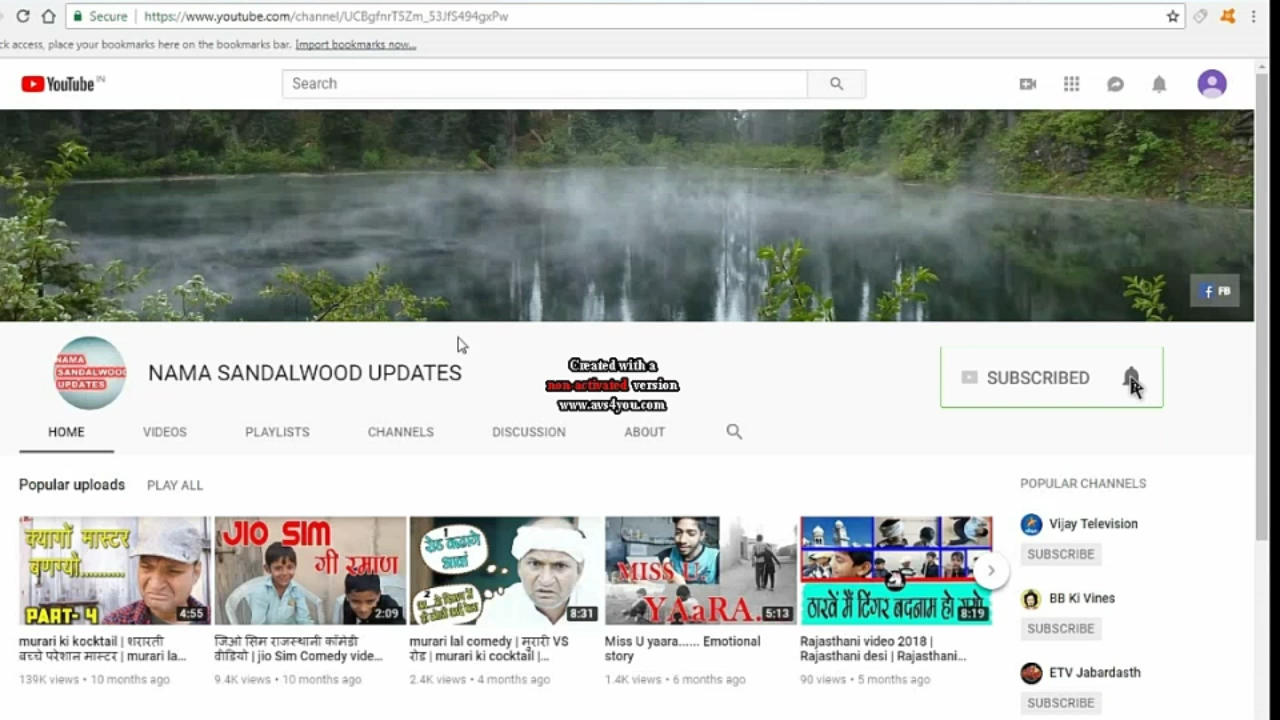 Secure
https://www.youtube.com/channel/UCBgfnrT5Zm_53JfS494gxPw
ck access, place your bookmarks here on the bookmarks bar. Import bookmarks now...
YouTube IN
Search
FB
NAMA
SANDALWOOD
UPDATES
NAMA SANDALWOOD UPDATES
Created with a
non-activated version
www.avs4you.com
SUBSCRIBED
HOME VIDEOS PLAYLISTS CHANNELS DISCUSSION ABOUT
Popular uploads PLAY ALL
क्यागों मास्टर
बणग्यो.........
PART- 4
4:55
murari ki kocktail | शरारती
बच्चे परेशान मास्टर | murari la...
139K views • 10 months ago
JIO SIM
गी रमाण
2:09
जिओ सिम राजस्थानी कॉमेडी
वीडियो | jio Sim Comedy vide...
9.4K views • 10 months ago
8:31
murari lal comedy | मुरारी VS
रोड | murari ki cocktail |...
2.4K views • 4 months ago
MISS U
YAaRA.
5:13
Miss U yaara...... Emotional
story
1.4K views • 6 months ago
ठारवें मैं टिंगर बदनाम हो
8:19
Rajasthani video 2018 |
Rajasthani desi | Rajasthani...
90 views • 5 months ago
POPULAR CHANNELS
Vijay Television
SUBSCRIBE
BB Ki Vines
SUBSCRIBE
ETV Jabardasth
SUBSCRIBE